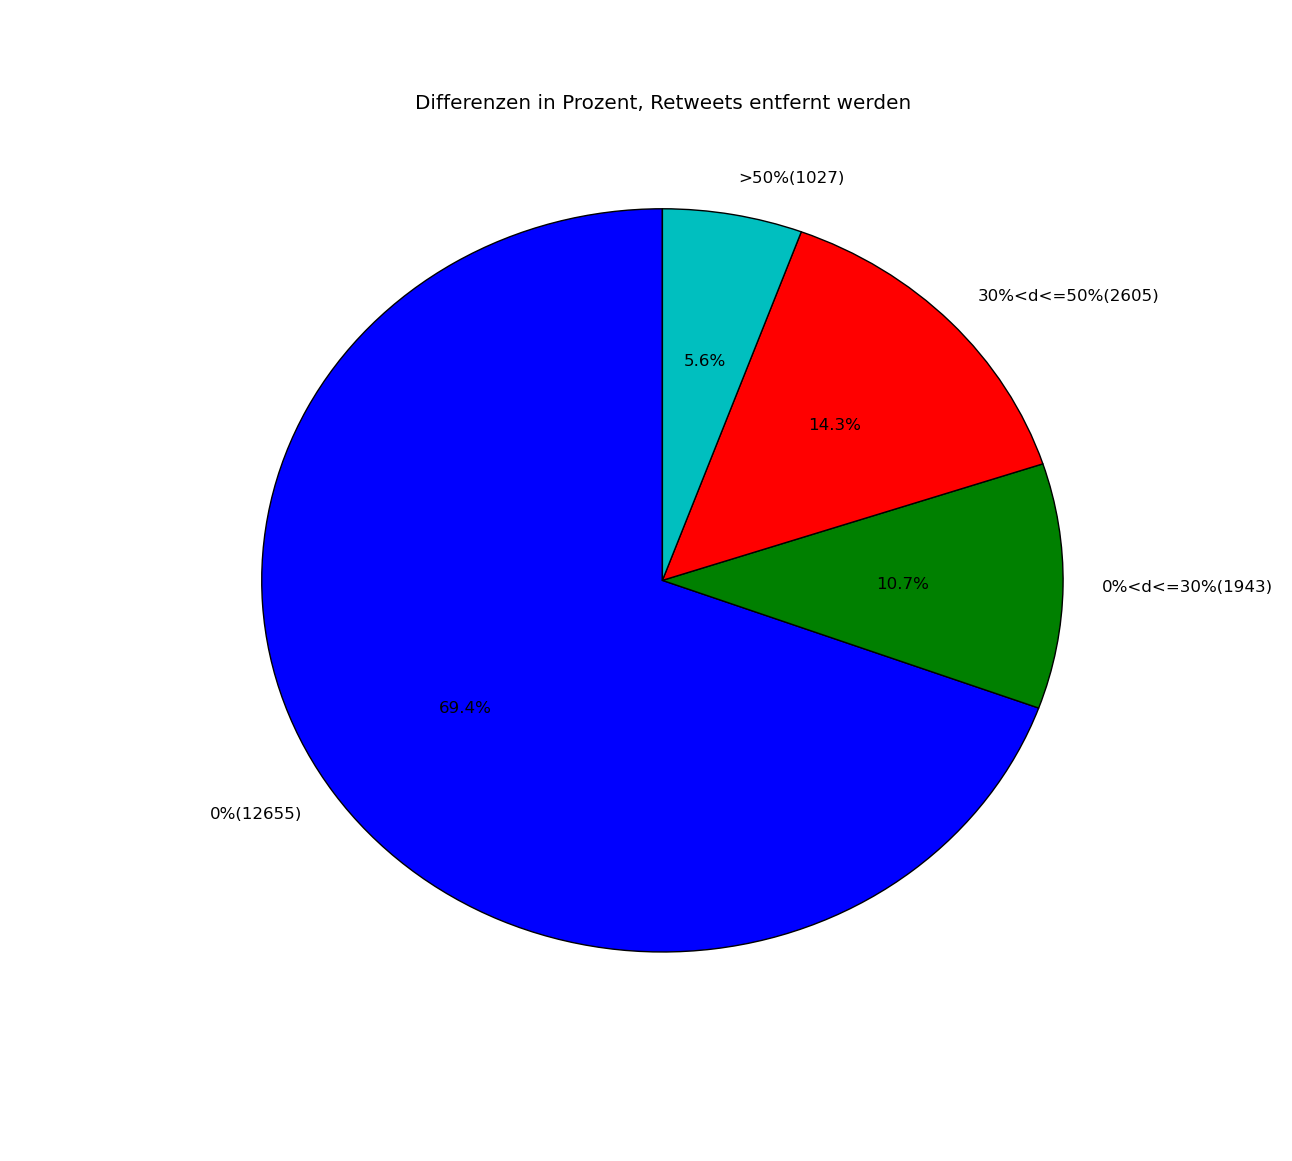 Differenzen in Prozent, Retweets entfernt werden
>50%(1027)
30%<d<=50%(2605)
5.6%
14.3%
10.7%
0%<d<=30%(1943)
69.4%
0%(12655)